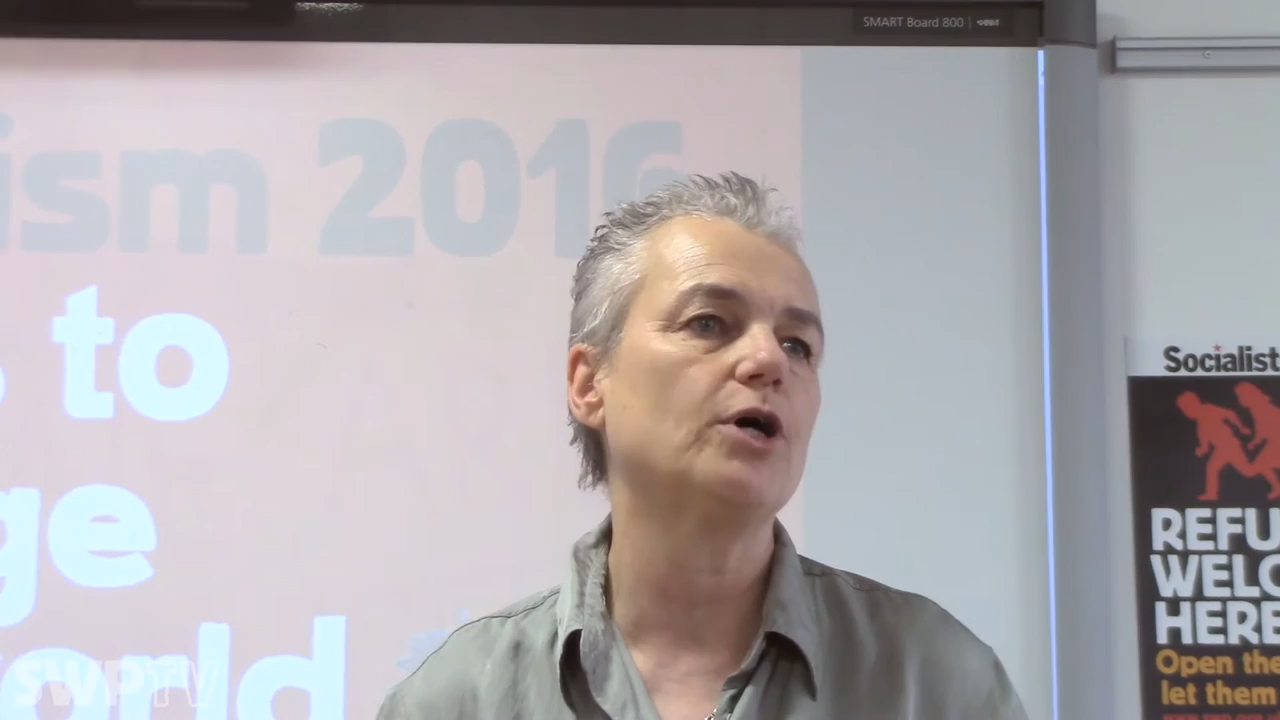 SMART Board 800
ism 2016
to
ge
orld
SWPTV
Socialist
REFU
WELC
HERE
Open the
let them